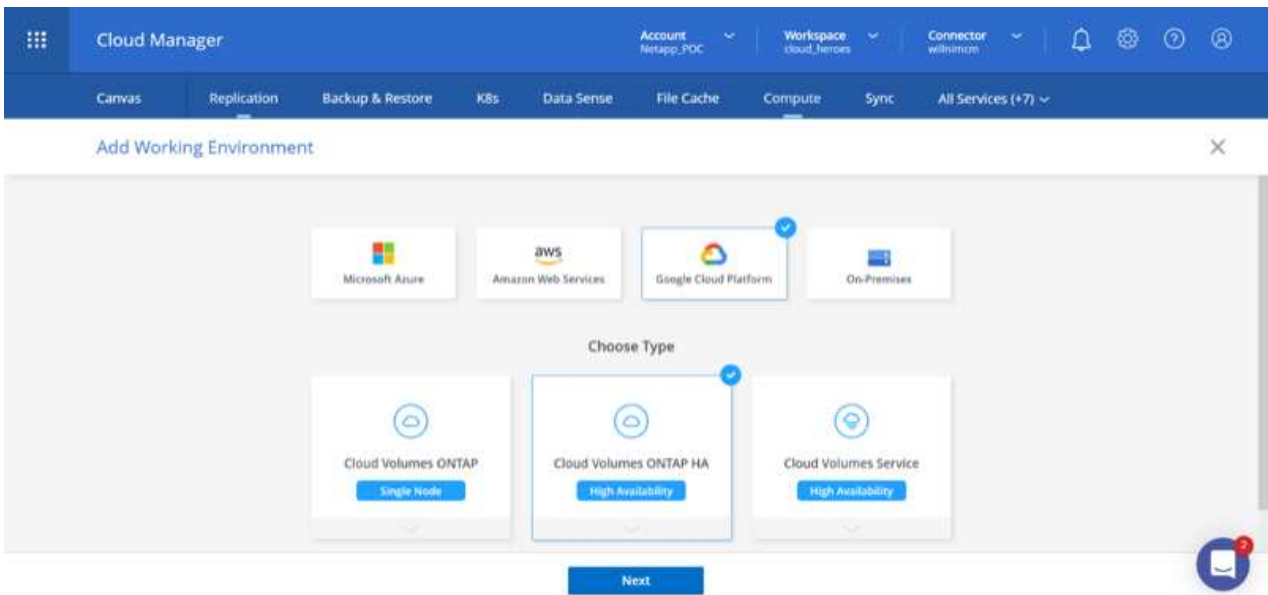 Cloud Manager
Account
Netapp_POC
Workspace
cloud_heroes
Connector
willnimcm
Canvas Replication Backup & Restore K8s Data Sense File Cache Compute Sync All Services (+7)
Add Working Environment
Microsoft Azure
aws
Amazon Web Services
Google Cloud Platform
On-Premises
Choose Type
Cloud Volumes ONTAP
Single Node
Cloud Volumes ONTAP HA
High Availability
Cloud Volumes Service
High Availability
Next